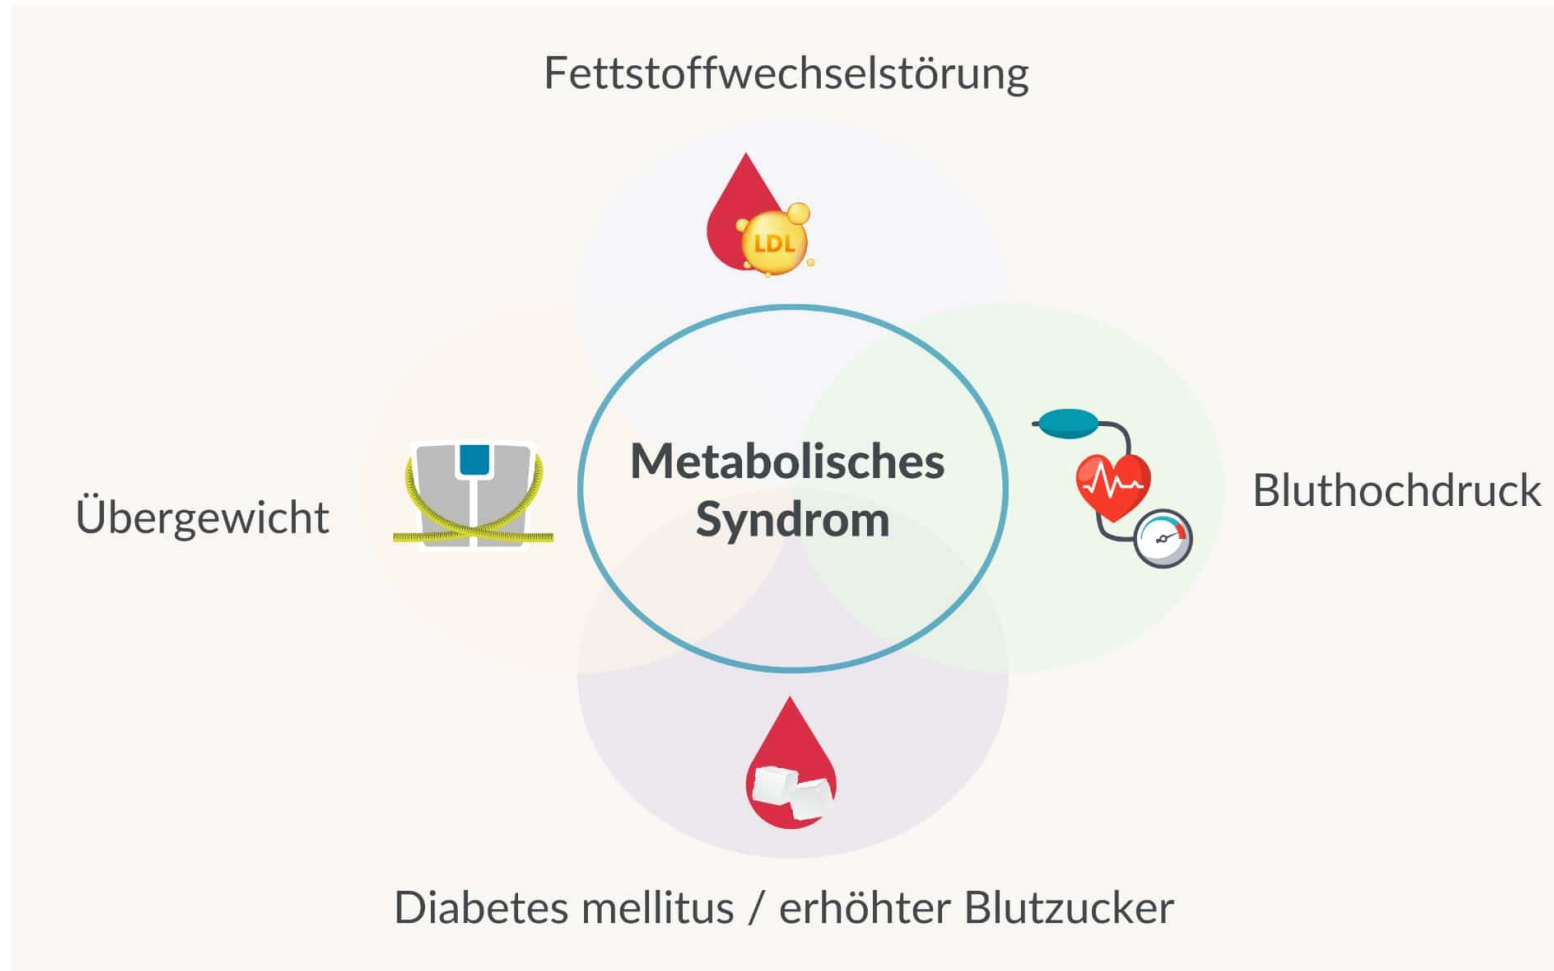 Fettstoffwechselstörung
LDL
Metabolisches
Syndrom
Übergewicht
Bluthochdruck
Diabetes mellitus / erhöhter Blutzucker